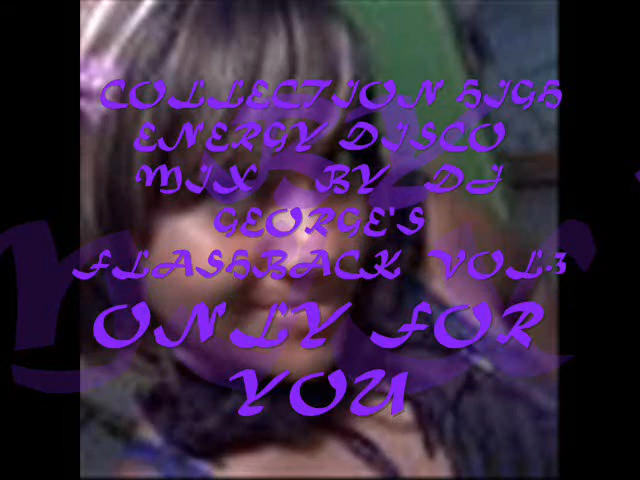 COLLECTION HIGH
ENERGY DISCO
MIX BY DJ
GEORGE'S
FLASHBACK VOL.3
ONLY FOR
YOU